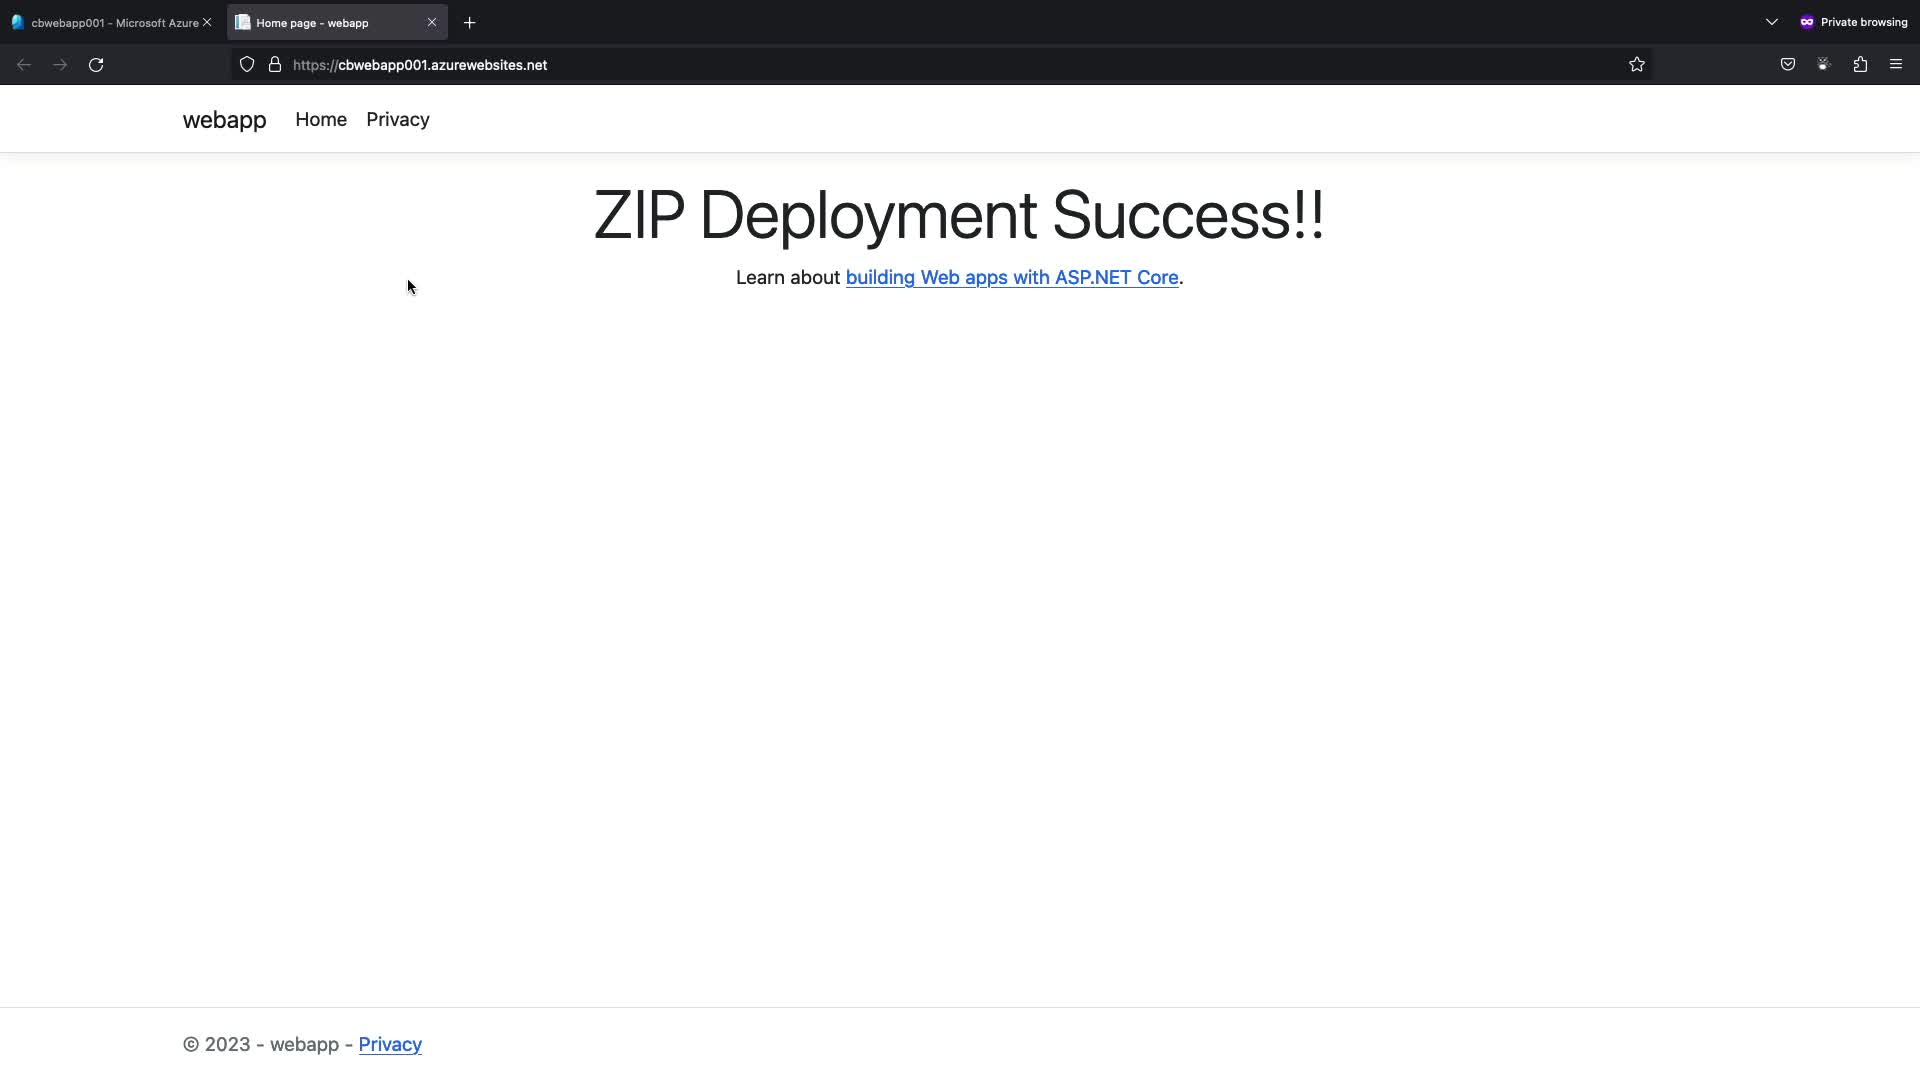 cbwebapp001 - Microsoft Azure
Home page - webapp
Private browsing
https://cbwebapp001.azurewebsites.net
webapp
Home
Privacy
ZIP Deployment Success!!
Learn about building Web apps with ASP.NET Core.
© 2023 - webapp - Privacy